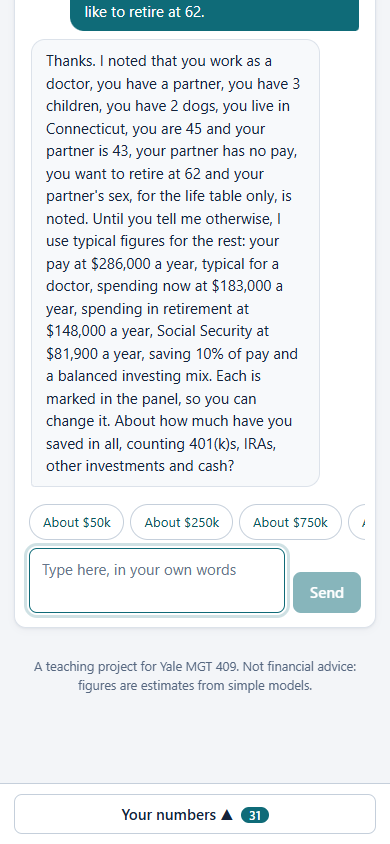 like to retire at 62.
Thanks. I noted that you work as a
doctor, you have a partner, you have 3
children, you have 2 dogs, you live in
Connecticut, you are 45 and your
partner is 43, your partner has no pay,
you want to retire at 62 and your
partner's sex, for the life table only, is
noted. Until you tell me otherwise, I
use typical figures for the rest: your
pay at $286,000 a year, typical for a
doctor, spending now at $183,000 a
year, spending in retirement at
$148,000 a year, Social Security at
$81,900 a year, saving 10% of pay and
a balanced investing mix. Each is
marked in the panel, so you can
change it. About how much have you
saved in all, counting 401(k)s, IRAs,
other investments and cash?
About $50k About $250k About $750k
Type here, in your own words
Send
A teaching project for Yale MGT 409. Not financial advice:
figures are estimates from simple models.
Your numbers ▲ 31